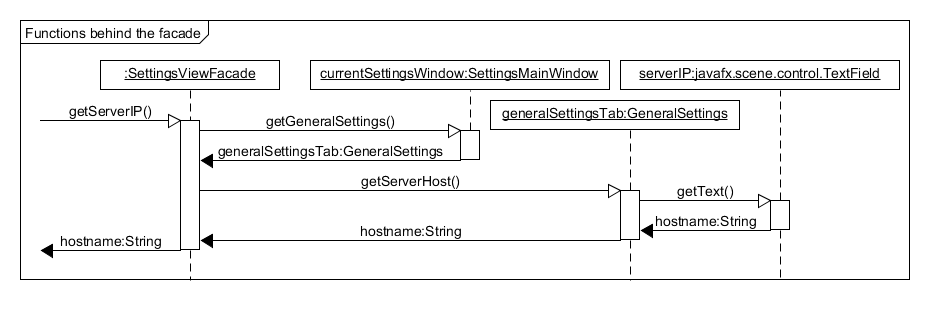 Functions behind the facade
:SettingsViewFacade
currentSettingsWindow:SettingsMainWindow
serverIP:javafx.scene.control.TextField
getServerIP()
generalSettingsTab:GeneralSettings
getGeneralSettings()
generalSettingsTab:GeneralSettings
getServerHost()
getText()
hostname:String
hostname:String
hostname:String